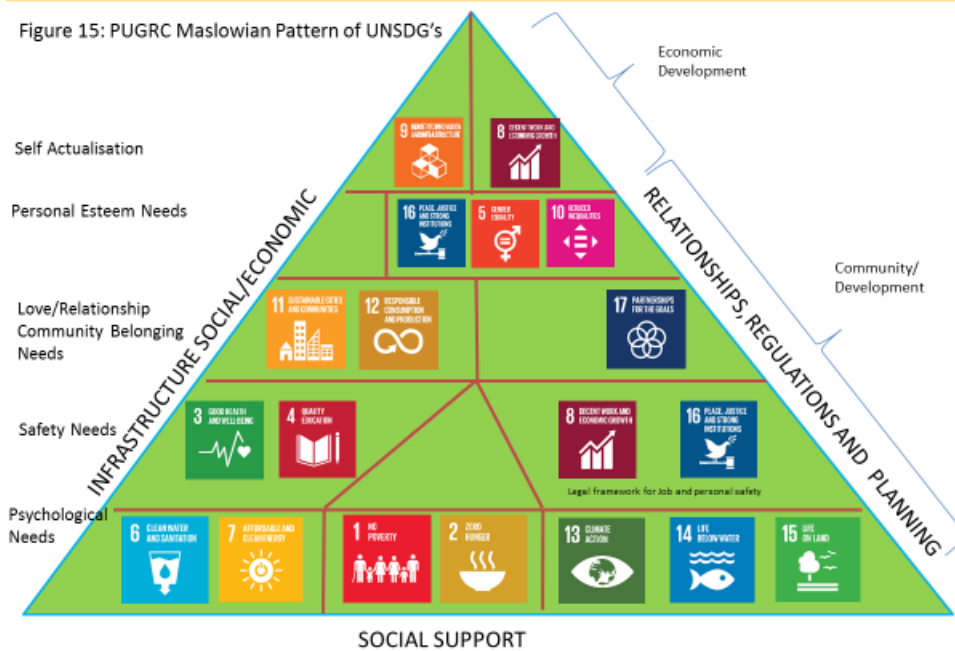 Figure 15: PUGRC Maslowian Pattern of UNSDG's
Economic
Development
Self Actualisation
9 INDUSTRY, INNOVATION
AND INFRASTRUCTURE
8 DECENT WORK AND
ECONOMIC GROWTH
Personal Esteem Needs
16 PEACE, JUSTICE
AND STRONG
INSTITUTIONS
5 GENDER
EQUALITY
10 REDUCED
INEQUALITIES
Community/
Development
Love/Relationship
Community Belonging
Needs
11 SUSTAINABLE CITIES
AND COMMUNITIES
12 RESPONSIBLE
CONSUMPTION
AND PRODUCTION
17 PARTNERSHIPS
FOR THE GOALS
Safety Needs
3 GOOD HEALTH
AND WELL-BEING
4 QUALITY
EDUCATION
8 DECENT WORK AND
ECONOMIC GROWTH
16 PEACE, JUSTICE
AND STRONG
INSTITUTIONS
Legal framework for Job and personal safety
Psychological
Needs
6 CLEAN WATER
AND SANITATION
7 AFFORDABLE AND
CLEAN ENERGY
1 NO
POVERTY
2 ZERO
HUNGER
13 CLIMATE
ACTION
14 LIFE
BELOW WATER
15 LIFE
ON LAND
INFRASTRUCTURE SOCIAL/ECONOMIC
RELATIONSHIPS, REGULATIONS AND PLANNING
SOCIAL SUPPORT